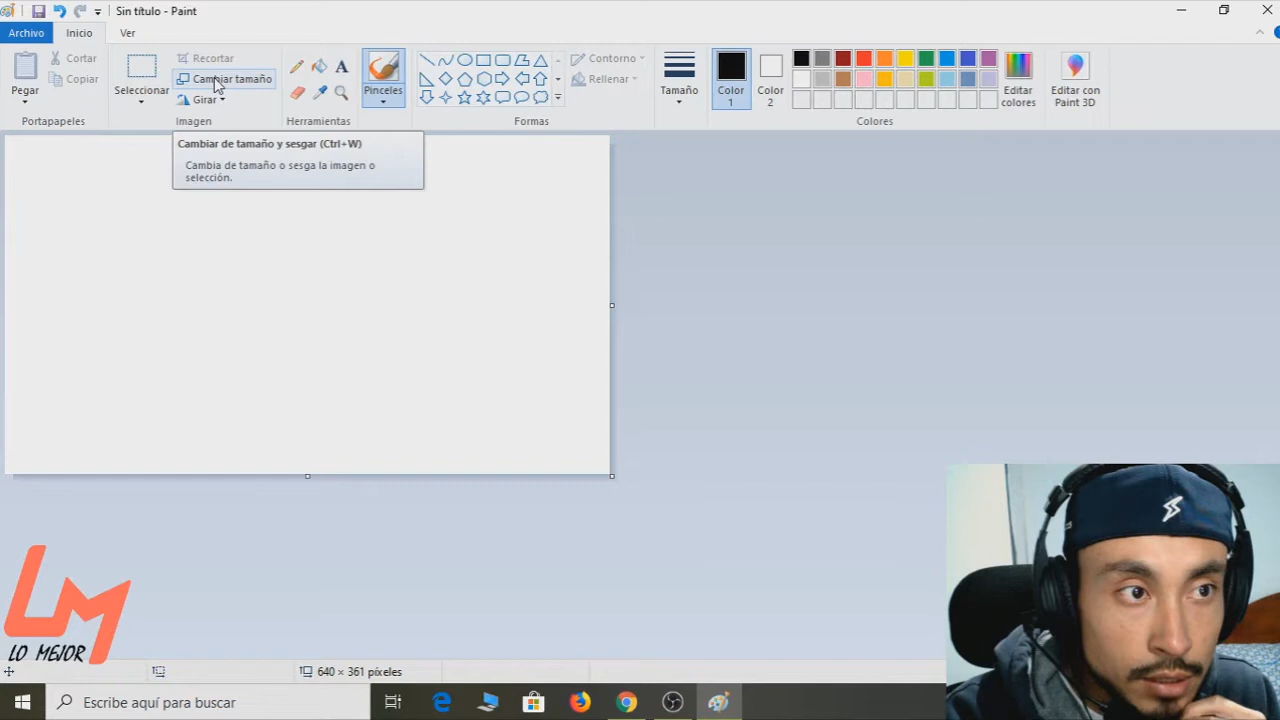 Sin título - Paint
Archivo Inicio Ver
Pegar
Cortar
Copiar
Portapapeles
Seleccionar
Recortar
Cambiar tamaño
Girar
Imagen
A
Herramientas
Pinceles
Contorno
Rellenar
Formas
Tamaño
Color 1
Color 2
Editar colores
Colores
Editar con Paint 3D
Cambiar de tamaño y sesgar (Ctrl+W)
Cambia de tamaño o sesga la imagen o
selección.
LM
LO MEJOR
640 × 361 píxeles
Escribe aquí para buscar